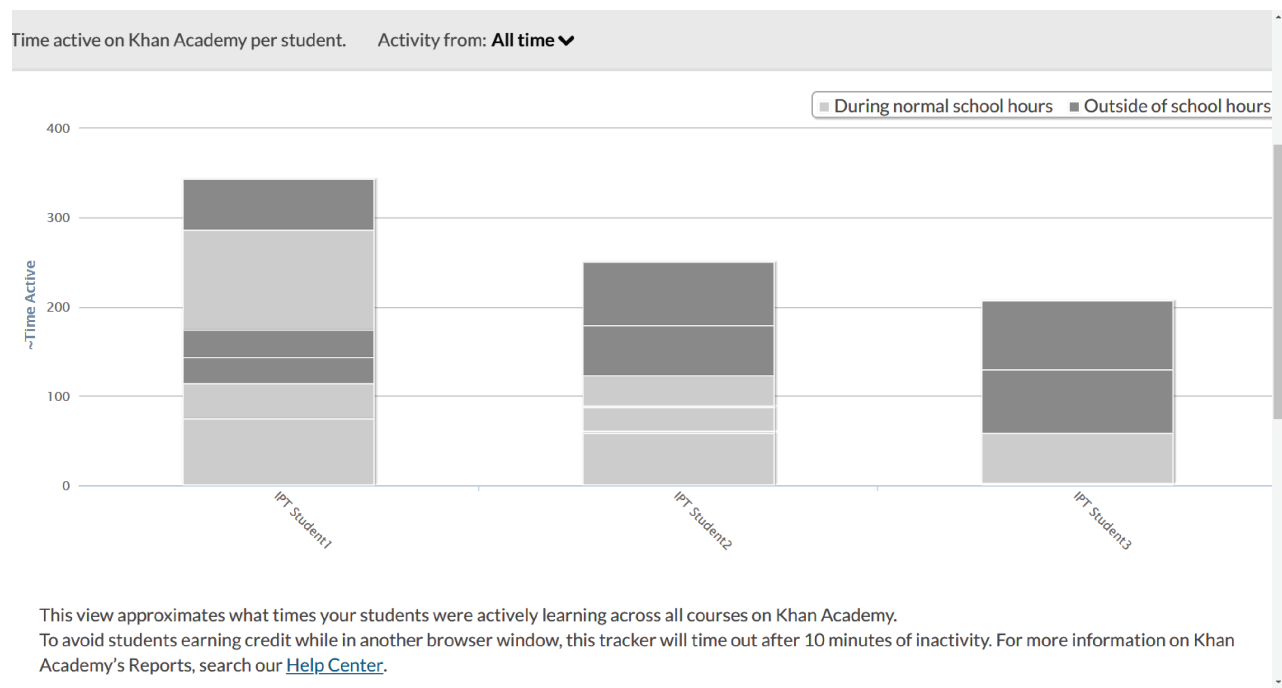 Time active on Khan Academy per student. Activity from: All time
During normal school hours Outside of school hours
400
300
200
100
0
~Time Active
IPT Student1
IPT Student2
IPT Student3
This view approximates what times your students were actively learning across all courses on Khan Academy.
To avoid students earning credit while in another browser window, this tracker will time out after 10 minutes of inactivity. For more information on Khan
Academy's Reports, search our Help Center.